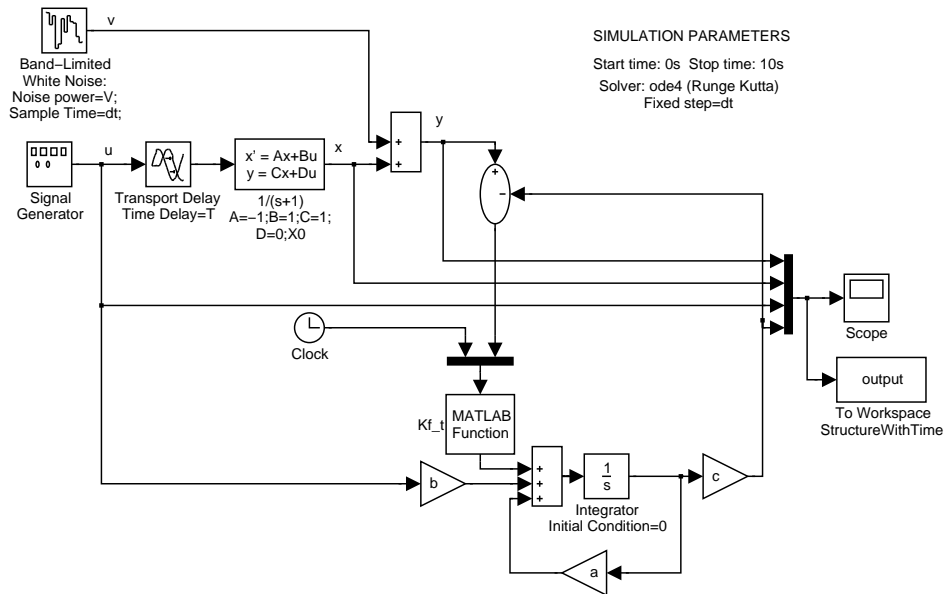 v
SIMULATION PARAMETERS
Start time: 0s Stop time: 10s
Solver: ode4 (Runge Kutta)
Fixed step=dt
Band−Limited
White Noise:
Noise power=V;
Sample Time=dt;
u
Signal
Generator
Transport Delay
Time Delay=T
x' = Ax+Bu
y = Cx+Du
1/(s+1)
A=−1;B=1;C=1;
D=0;X0
x
+
+
y
+
−
Clock
Scope
output
To Workspace
StructureWithTime
Kf_t
MATLAB
Function
b
+
+
+
1
s
Integrator
Initial Condition=0
c
a